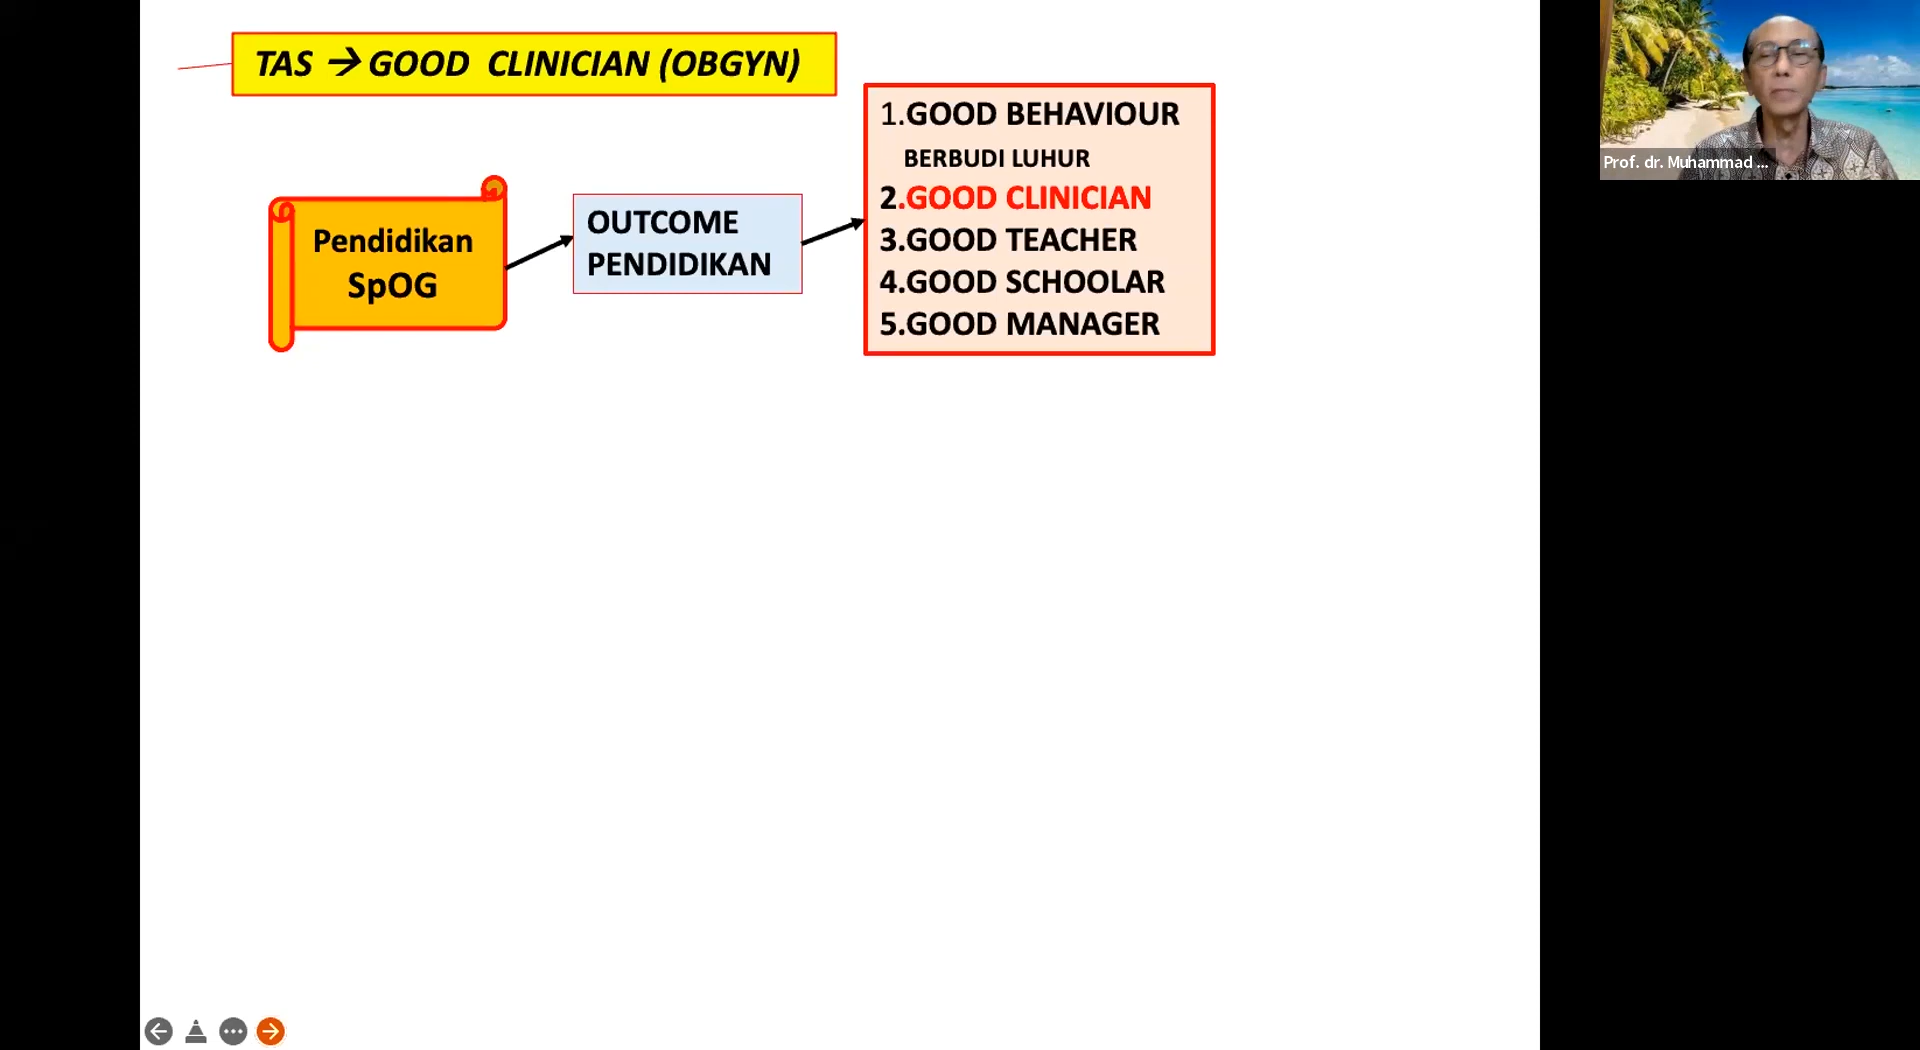 TAS → GOOD CLINICIAN (OBGYN)
Pendidikan
SpOG
OUTCOME
PENDIDIKAN
1.GOOD BEHAVIOUR
BERBUDI LUHUR
2.GOOD CLINICIAN
3.GOOD TEACHER
4.GOOD SCHOOLAR
5.GOOD MANAGER
Prof. dr. Muhammad ...